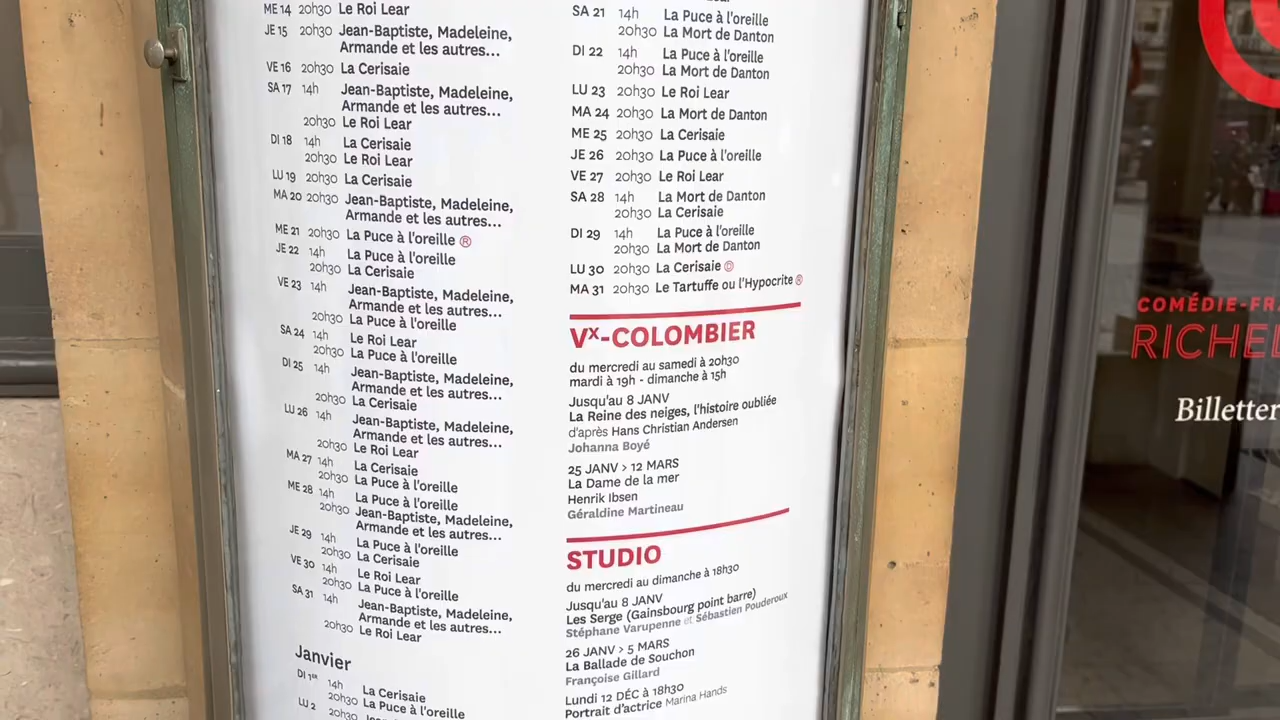 ME 14 20h30 Le Roi Lear
JE 15 20h30 Jean-Baptiste, Madeleine,
Armande et les autres...
VE 16 20h30 La Cerisaie
SA 17 14h Jean-Baptiste, Madeleine,
Armande et les autres...
20h30 Le Roi Lear
DI 18 14h La Cerisaie
20h30 Le Roi Lear
LU 19 20h30 La Cerisaie
MA 20 20h30 Jean-Baptiste, Madeleine,
Armande et les autres...
ME 21 20h30 La Puce à l'oreille Ⓡ
JE 22 14h La Puce à l'oreille
20h30 La Cerisaie
VE 23 14h Jean-Baptiste, Madeleine,
Armande et les autres...
20h30 La Puce à l'oreille
SA 24 14h Le Roi Lear
20h30 La Puce à l'oreille
DI 25 14h Jean-Baptiste, Madeleine,
Armande et les autres...
20h30 La Cerisaie
LU 26 14h Jean-Baptiste, Madeleine,
Armande et les autres...
20h30 Le Roi Lear
MA 27 14h La Cerisaie
20h30 La Puce à l'oreille
ME 28 14h La Puce à l'oreille
20h30 Jean-Baptiste, Madeleine,
Armande et les autres...
JE 29 14h La Puce à l'oreille
20h30 La Cerisaie
VE 30 14h Le Roi Lear
20h30 La Puce à l'oreille
SA 31 14h Jean-Baptiste, Madeleine,
Armande et les autres...
20h30 Le Roi Lear
Janvier
DI 1er 14h La Cerisaie
20h30 La Puce à l'oreille
LU 2 20h30
SA 21 14h La Puce à l'oreille
20h30 La Mort de Danton
DI 22 14h La Puce à l'oreille
20h30 La Mort de Danton
LU 23 20h30 Le Roi Lear
MA 24 20h30 La Mort de Danton
ME 25 20h30 La Cerisaie
JE 26 20h30 La Puce à l'oreille
VE 27 20h30 Le Roi Lear
SA 28 14h La Mort de Danton
20h30 La Cerisaie
DI 29 14h La Puce à l'oreille
20h30 La Mort de Danton
LU 30 20h30 La Cerisaie
MA 31 20h30 Le Tartuffe ou l'Hypocrite Ⓡ
Vx-COLOMBIER
du mercredi au samedi à 20h30
mardi à 19h - dimanche à 15h
Jusqu'au 8 JANV
La Reine des neiges, l'histoire oubliée
d'après Hans Christian Andersen
Johanna Boyé
25 JANV > 12 MARS
La Dame de la mer
Henrik Ibsen
Géraldine Martineau
STUDIO
du mercredi au dimanche à 18h30
Jusqu'au 8 JANV
Les Serge (Gainsbourg point barre)
Stéphane Varupenne et Sébastien Pouderoux
26 JANV > 5 MARS
La Ballade de Souchon
Françoise Gillard
Lundi 12 DÉC à 18h30
Portrait d'actrice Marina Hands
COMÉDIE-FR
RICHEL
Billetter